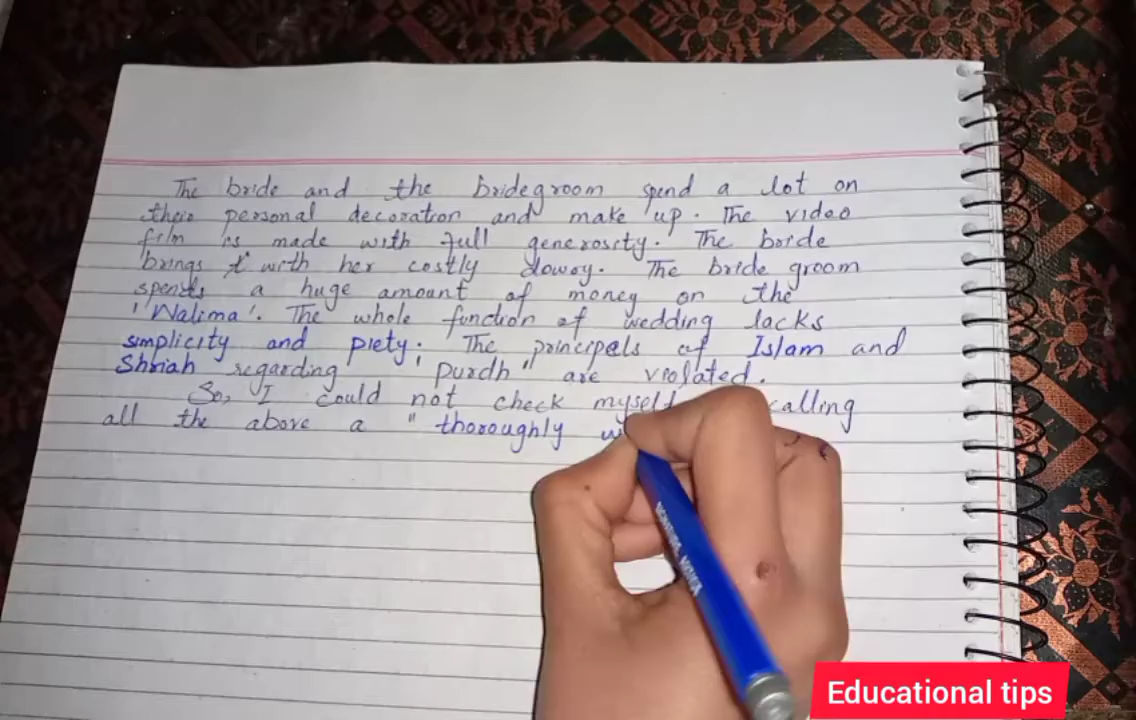 The bride and the bridegroom spend a lot on
their personal decoration and make up. The video
film is made with full generosity. The bride
brings with her costly dowry. The bride groom
spends a huge amount of money on the
'Walima'. The whole function of wedding lacks
simplicity and piety. The principels of Islam and
Shriah regarding "Purdh" are violated.
So, I could not check myself calling
all the above a "thoroughly
SIGNATURE
Educational tips